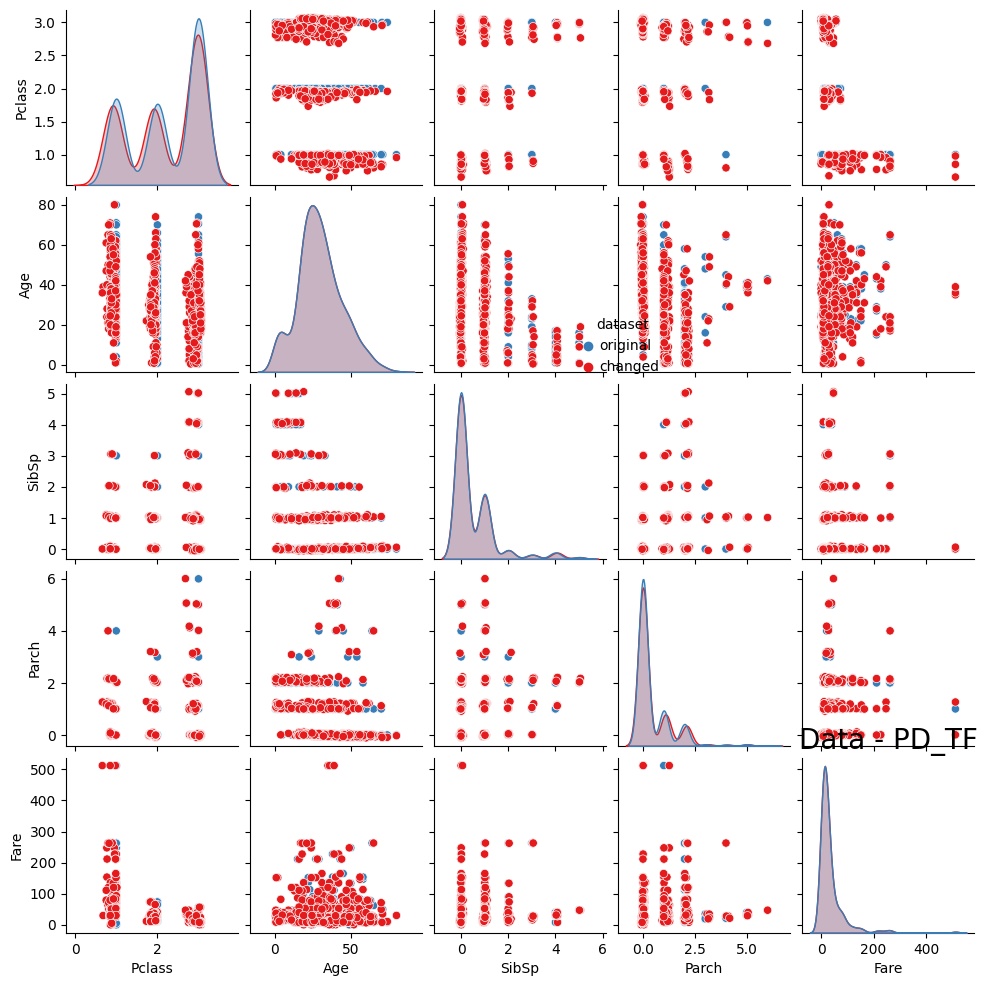 3.0
2.5
2.0
1.5
1.0
Pclass
80
60
40
20
0
Age
dataset
original
changed
5
4
3
2
1
0
SibSp
6
4
2
0
Parch
Data - PD_TF
500
400
300
200
100
0
Fare
0 2
0 50
0 2 4 6
0.0 2.5 5.0
0 200 400
Pclass Age SibSp Parch Fare